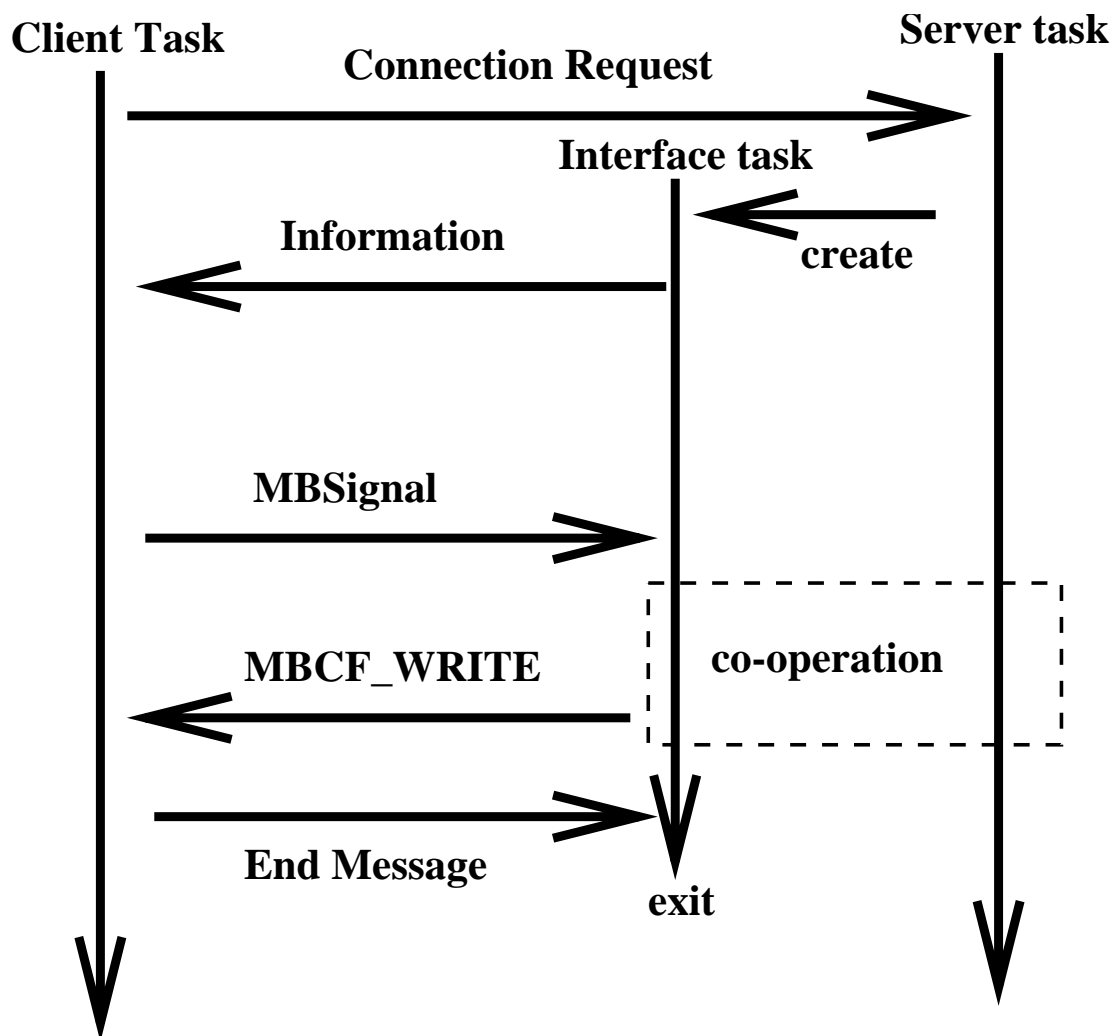 Client Task
Server task
Connection Request
Interface task
Information
create
MBSignal
co-operation
MBCF_WRITE
End Message
exit